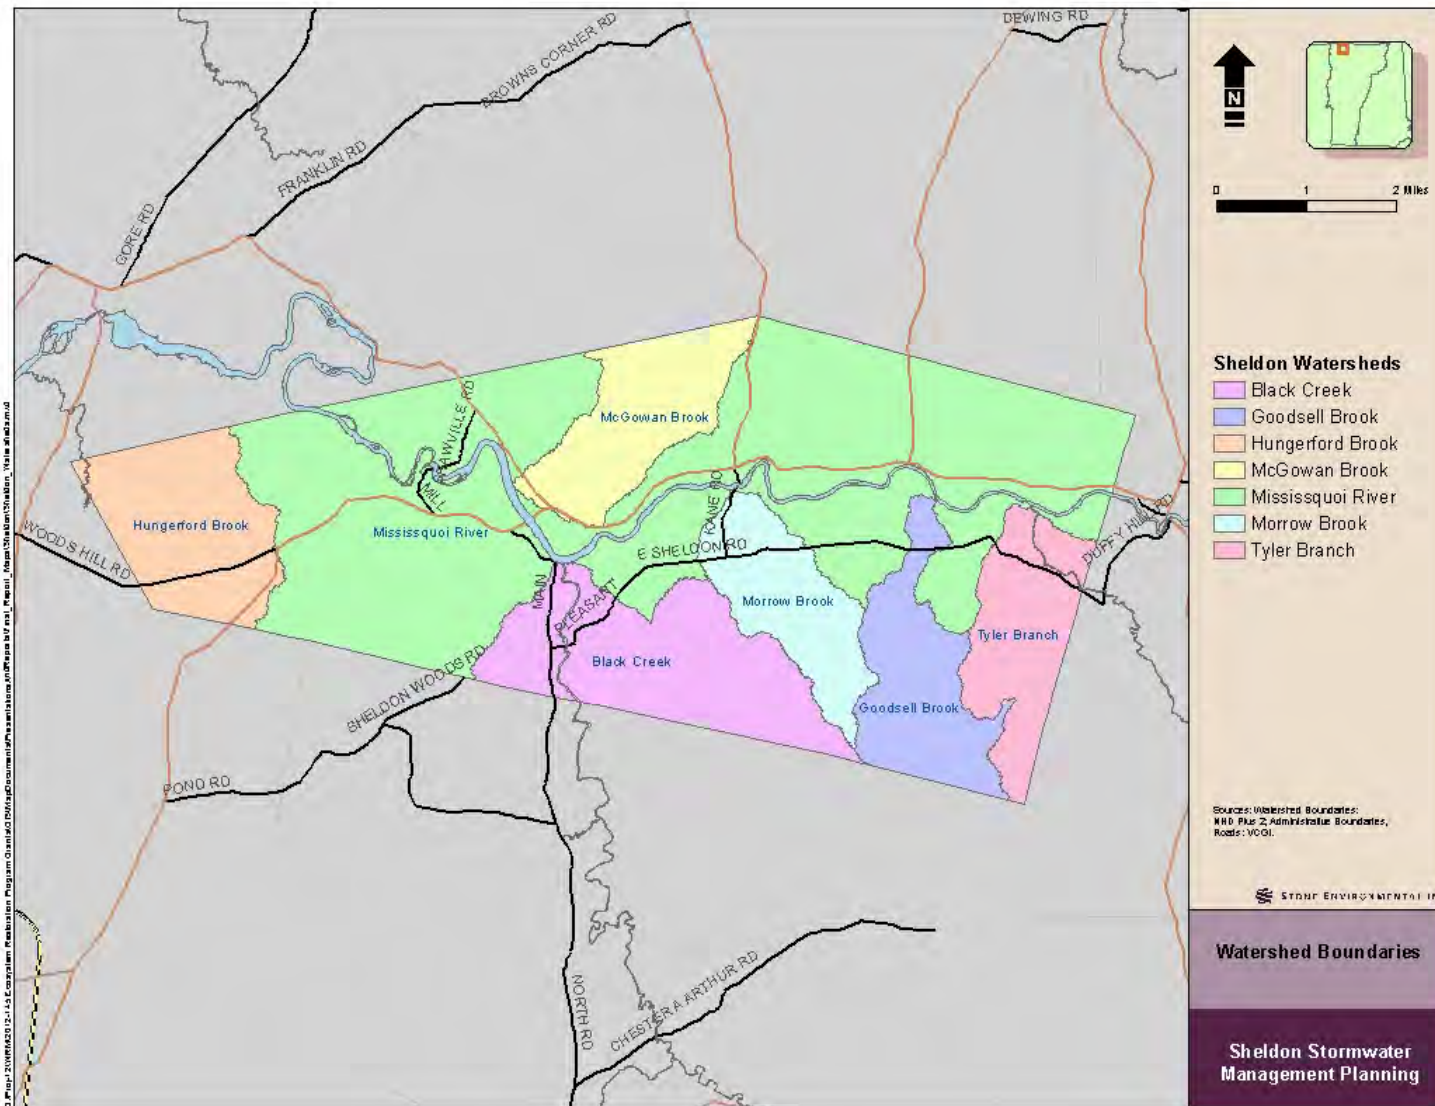 DEWING RD
BROWNS CORNER RD
FRANKLIN RD
GORE RD
McGowan Brook
Hungerford Brook
WOODS HILL RD
Mississquoi River
MILL
KANE RD
E SHELDON RD
DUFFY HILL RD
MAIN
PLEASANT
Morrow Brook
Tyler Branch
Black Creek
Goodsell Brook
SHELDON WOODS RD
POND RD
NORTH RD
CHESTER A ARTHUR RD
N
0 1 2 Miles
Sheldon Watersheds
Black Creek
Goodsell Brook
Hungerford Brook
McGowan Brook
Mississquoi River
Morrow Brook
Tyler Branch
Sources: Watershed Boundaries:
NHD Plus 2; Administrative Boundaries,
Roads: VCGI.
STONE ENVIRONMENTAL IN
Watershed Boundaries
Sheldon Stormwater
Management Planning